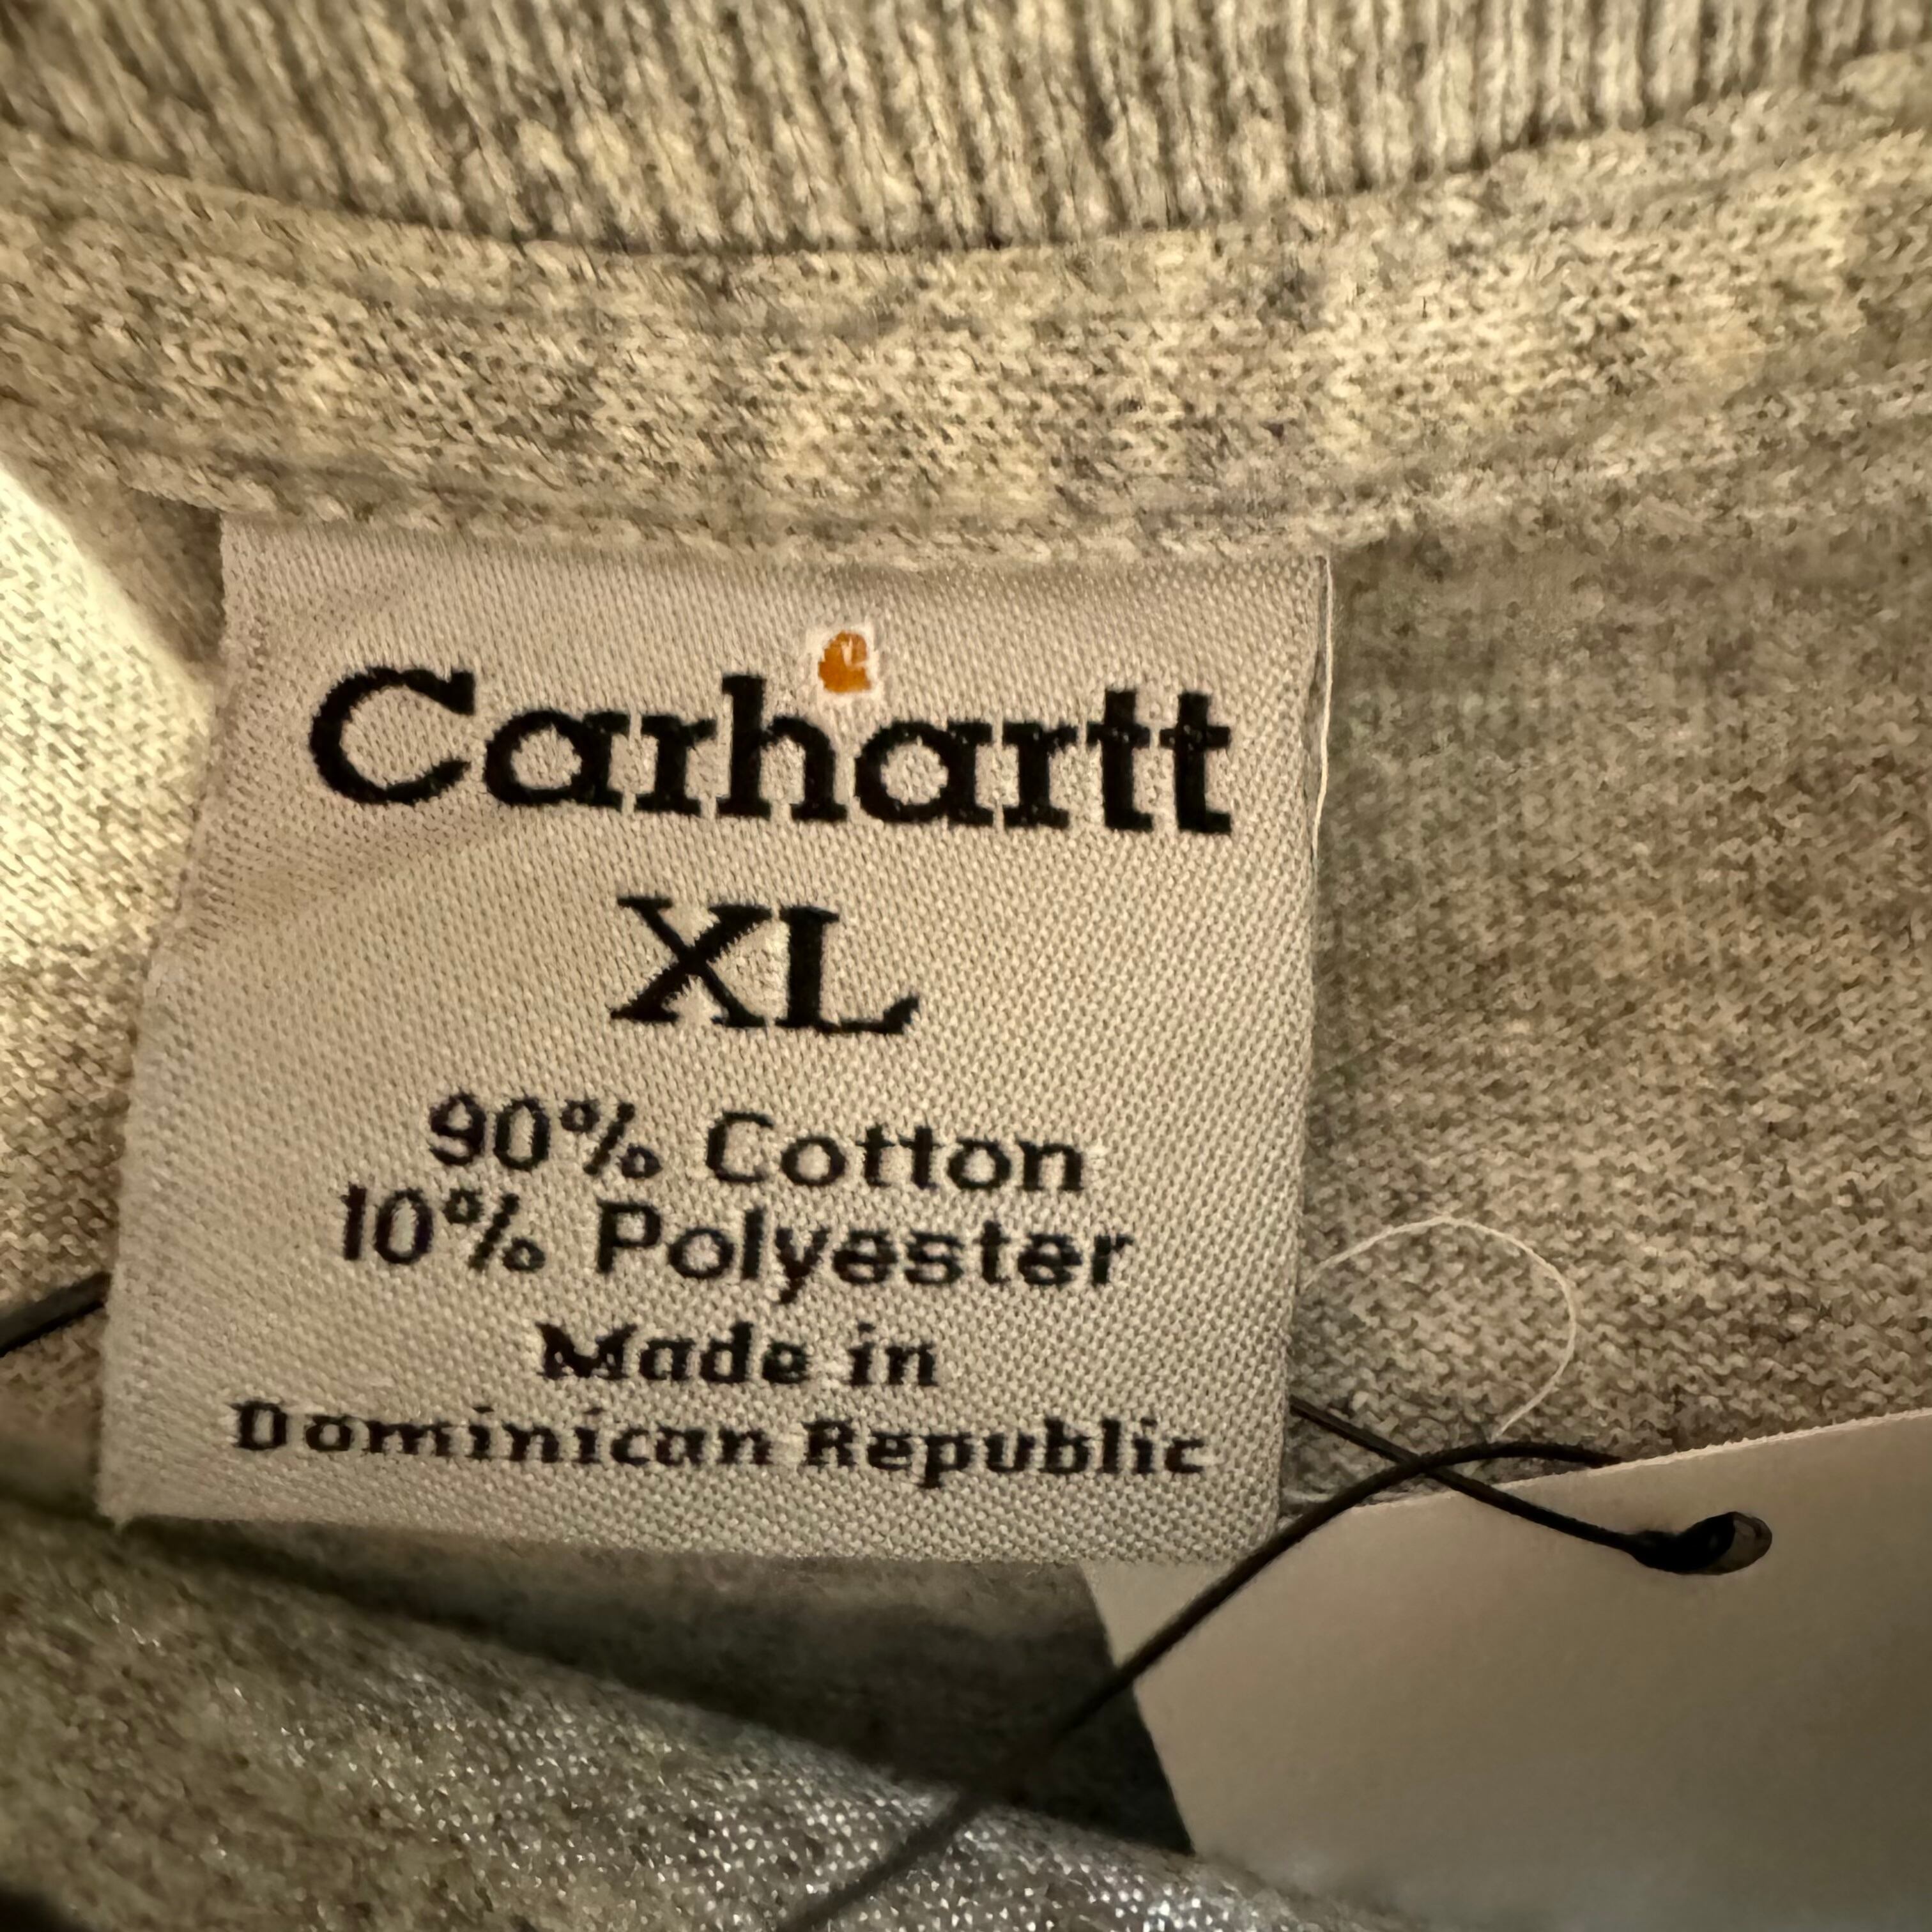 Carhartt
XL
90% Cotton
10% Polyester
Made in
Dominican Republic